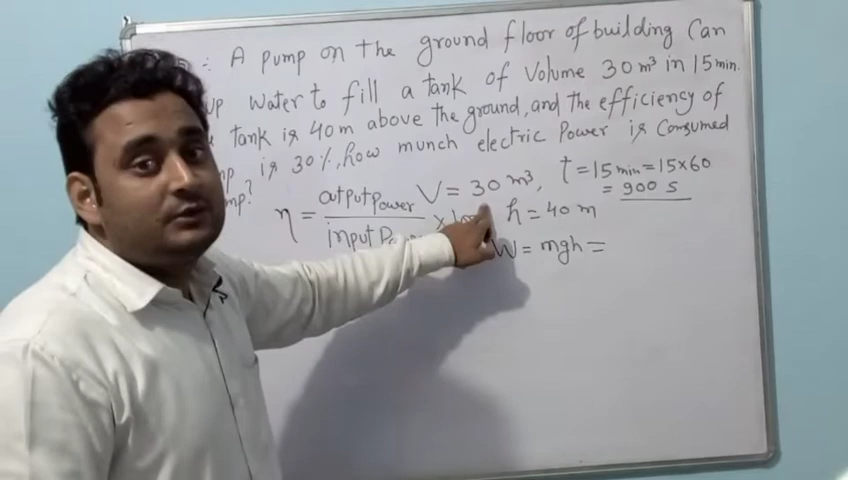 : A pump on the ground floor of building can
up water to fill a tank of volume 30 m³ in 15 min.
tank is 40m above the ground, and the efficiency of
is 30%, how munch electric power is consumed
mp?
η = output power / input P × 100
V = 30 m³, t = 15 min = 15 × 60
= 900 s
h = 40 m
W = mgh =